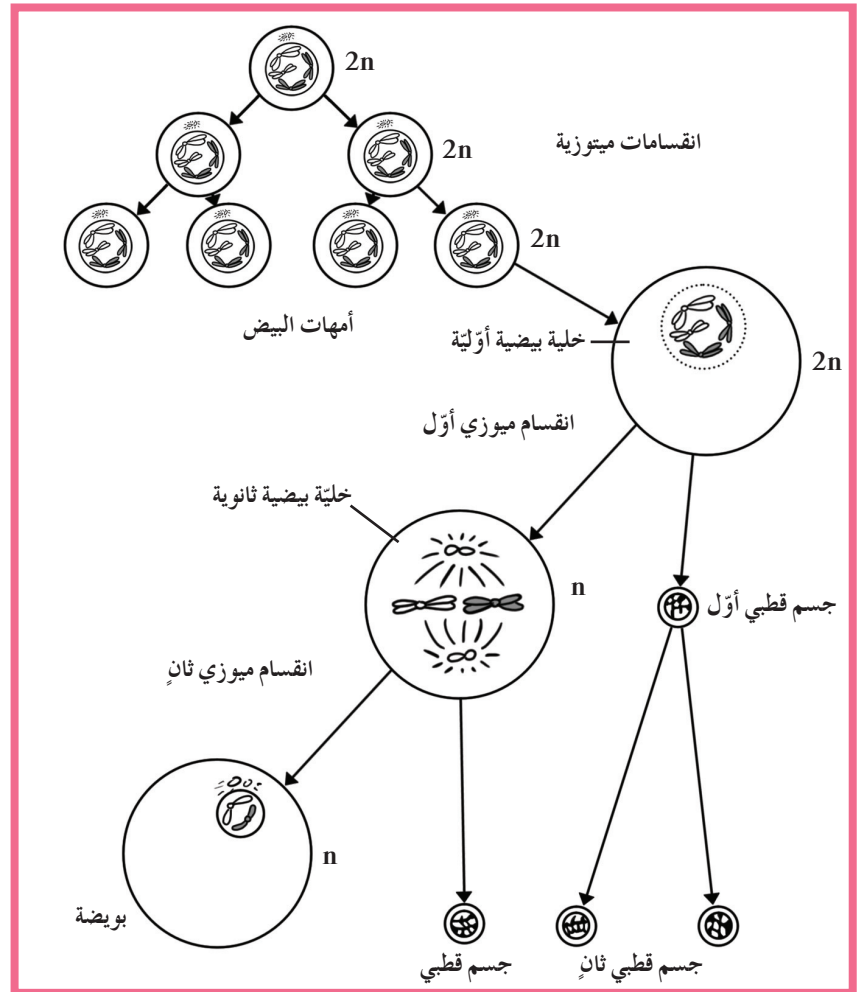 2n
انقسامات ميتوزية
2n
2n
أمهات البيض
خلية بيضية أوّليّة
2n
انقسام ميوزي أوّل
خليّة بيضية ثانوية
n
جسم قطبي أوّل
انقسام ميوزي ثانٍ
n
بويضة
جسم قطبي
جسم قطبي ثانٍ